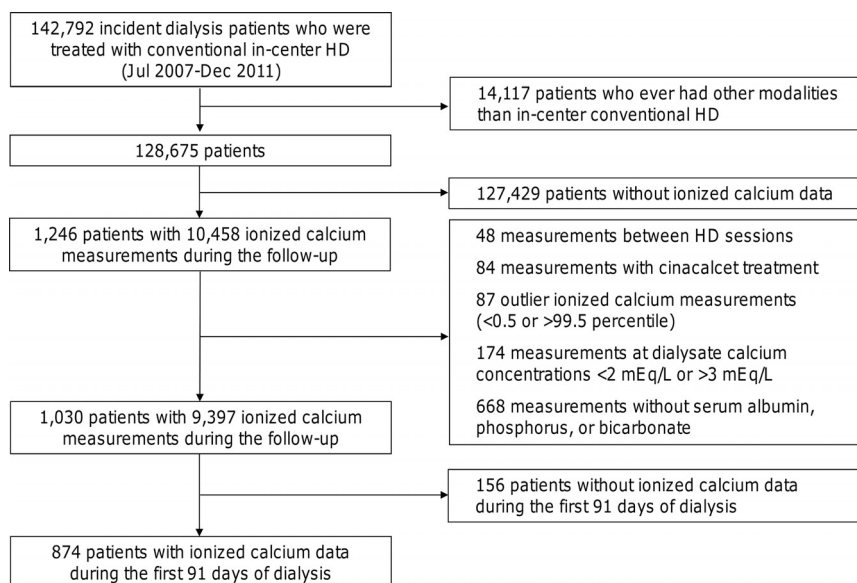 142,792 incident dialysis patients who were
treated with conventional in-center HD
(Jul 2007-Dec 2011)
14,117 patients who ever had other modalities
than in-center conventional HD
128,675 patients
127,429 patients without ionized calcium data
1,246 patients with 10,458 ionized calcium
measurements during the follow-up
48 measurements between HD sessions
84 measurements with cinacalcet treatment
87 outlier ionized calcium measurements
(<0.5 or >99.5 percentile)
174 measurements at dialysate calcium
concentrations <2 mEq/L or >3 mEq/L
668 measurements without serum albumin,
phosphorus, or bicarbonate
1,030 patients with 9,397 ionized calcium
measurements during the follow-up
156 patients without ionized calcium data
during the first 91 days of dialysis
874 patients with ionized calcium data
during the first 91 days of dialysis